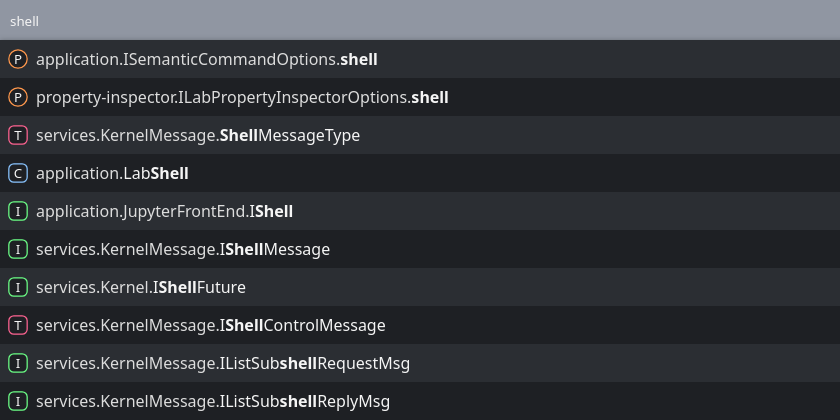 shell
P application.ISemanticCommandOptions.shell
P property-inspector.ILabPropertyInspectorOptions.shell
T services.KernelMessage.ShellMessageType
C application.LabShell
I application.JupyterFrontEnd.IShell
I services.KernelMessage.IShellMessage
I services.Kernel.IShellFuture
T services.KernelMessage.IShellControlMessage
I services.KernelMessage.IListSubshellRequestMsg
I services.KernelMessage.IListSubshellReplyMsg